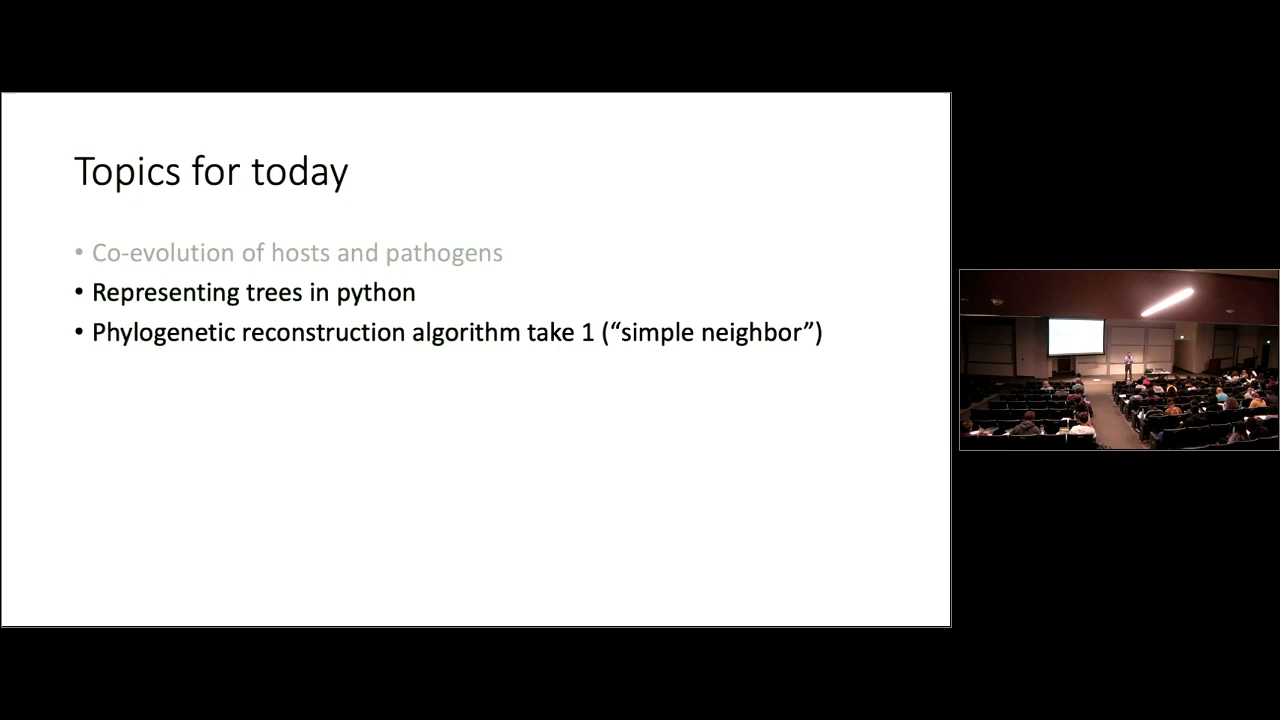 Topics for today
• Co-evolution of hosts and pathogens
• Representing trees in python
• Phylogenetic reconstruction algorithm take 1 (“simple neighbor”)